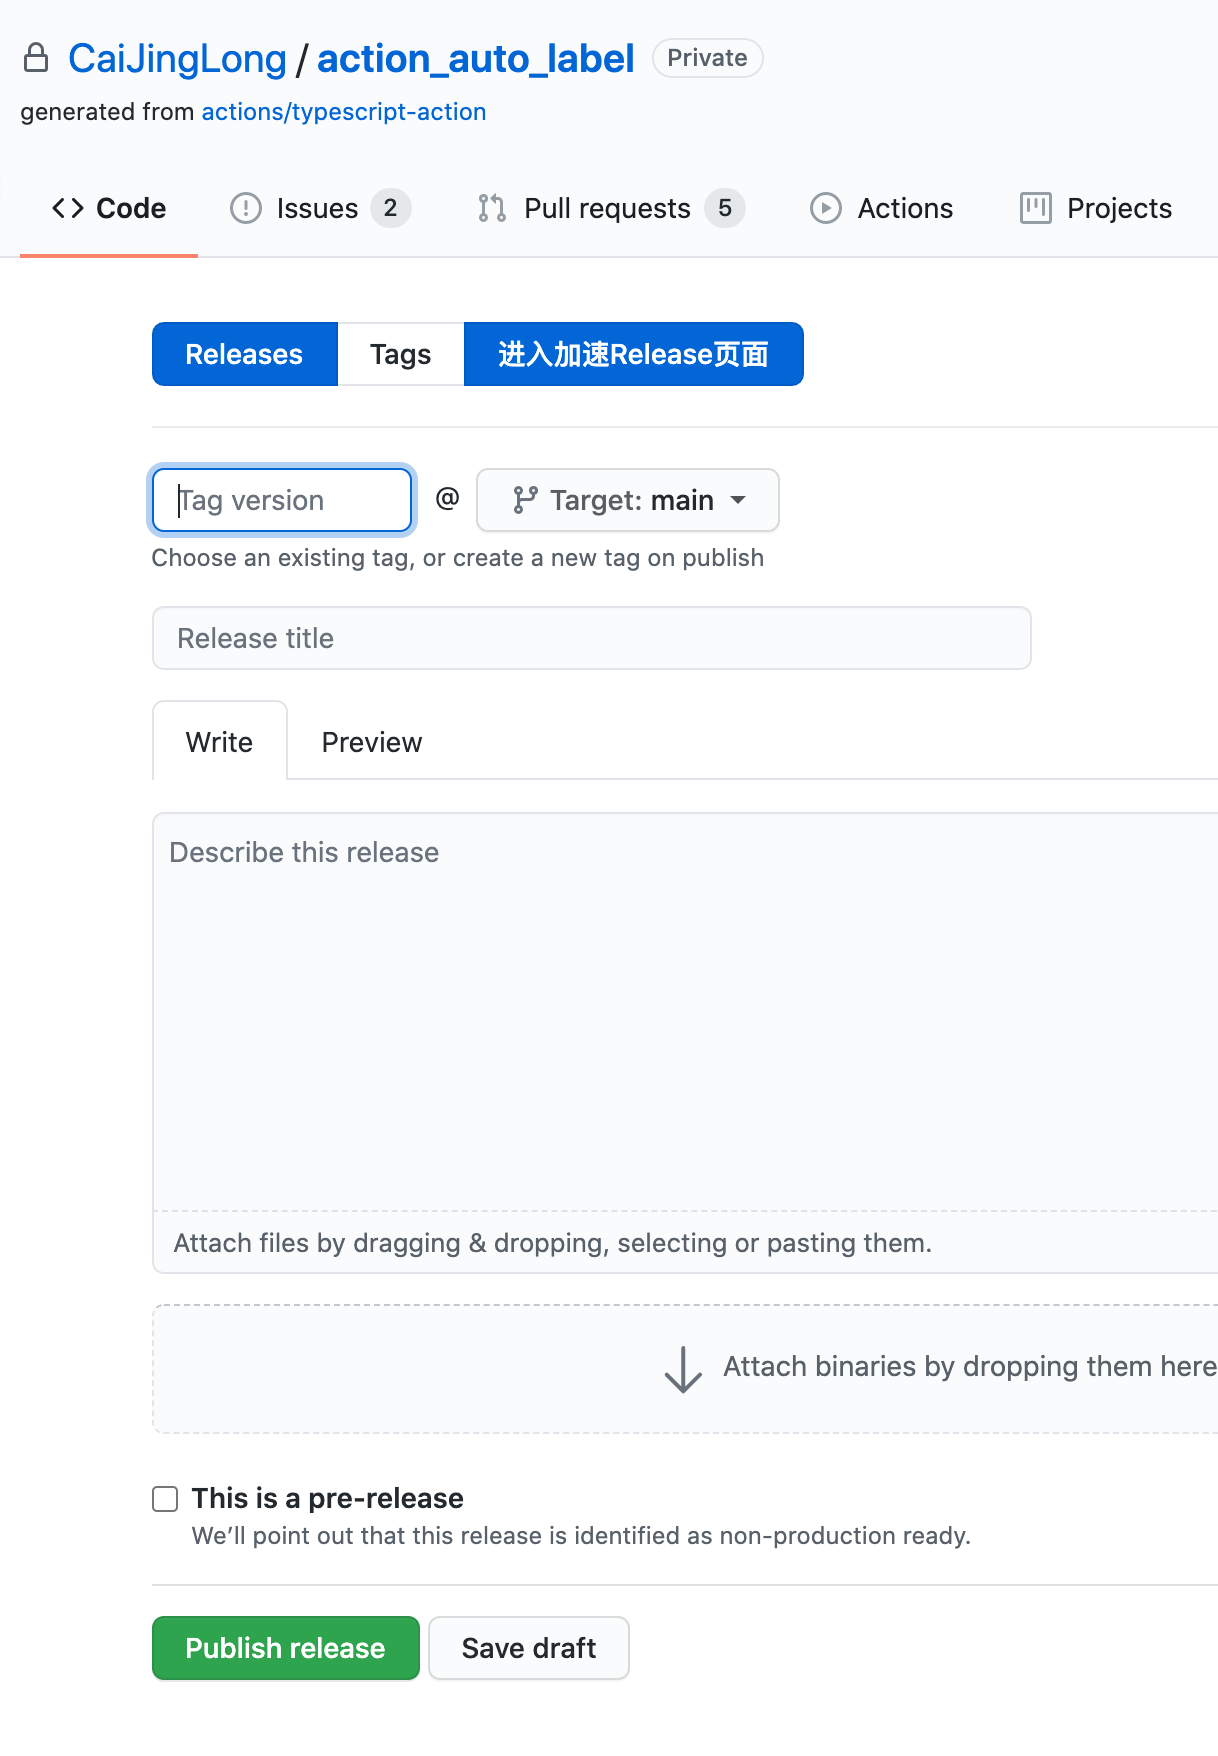 CaiJingLong / action_auto_label Private
generated from actions/typescript-action
Code Issues 2 Pull requests 5 Actions Projects
Releases Tags 进入加速Release页面
Tag version @ Target: main
Choose an existing tag, or create a new tag on publish
Release title
Write Preview
Describe this release
Attach files by dragging & dropping, selecting or pasting them.
Attach binaries by dropping them here
This is a pre-release
We’ll point out that this release is identified as non-production ready.
Publish release Save draft